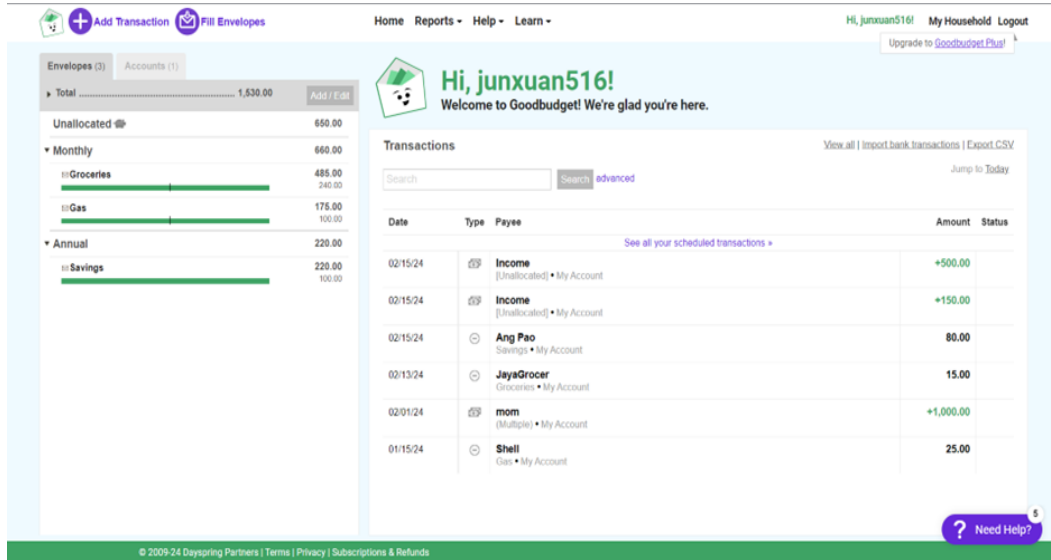 Add Transaction Fill Envelopes Home Reports Help Learn Hi, junxuan516! My Household Logout
Upgrade to Goodbudget Plus!
Envelopes (3) Accounts (1)
Total 1,530.00 Add / Edit
Unallocated 650.00
Monthly 660.00
Groceries 485.00
240.00
Gas 175.00
100.00
Annual 220.00
Savings 220.00
100.00
Hi, junxuan516!
Welcome to Goodbudget! We're glad you're here.
Transactions View all | Import bank transactions | Export CSV
Jump to Today
Search Search advanced
Date Type Payee Amount Status
See all your scheduled transactions »
02/15/24 Income +500.00
[Unallocated] • My Account
02/15/24 Income +150.00
[Unallocated] • My Account
02/15/24 Ang Pao 80.00
Savings • My Account
02/13/24 JayaGrocer 15.00
Groceries • My Account
02/01/24 mom +1,000.00
(Multiple) • My Account
01/15/24 Shell 25.00
Gas • My Account
5
? Need Help?
© 2009-24 Dayspring Partners | Terms | Privacy | Subscriptions & Refunds